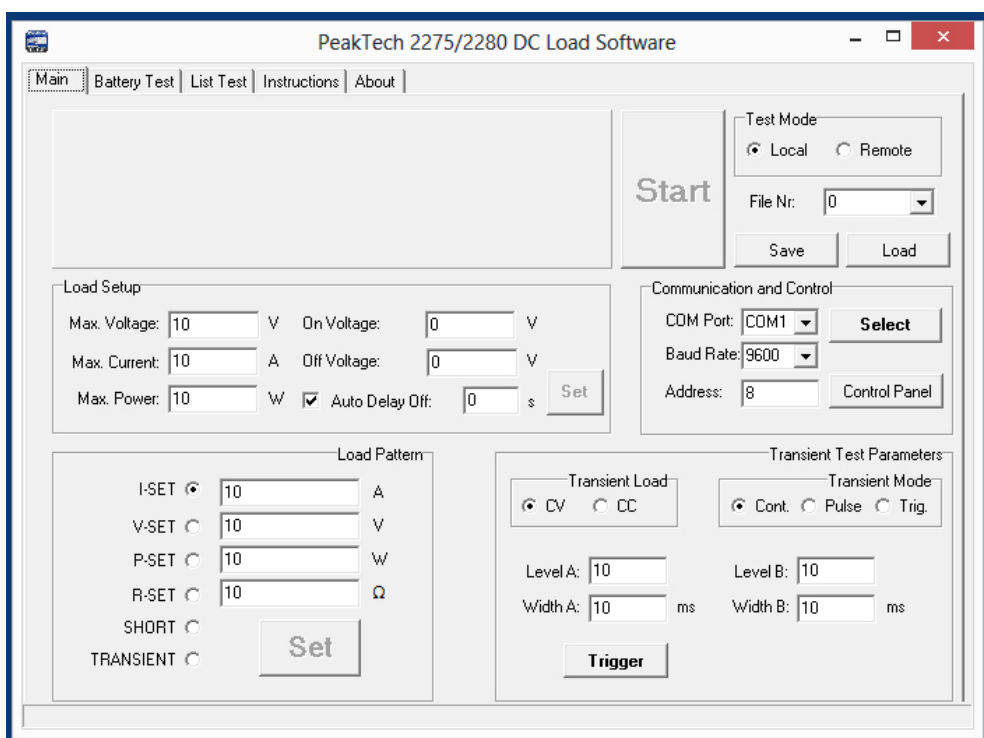 PeakTech 2275/2280 DC Load Software
Main Battery Test List Test Instructions About
Start
Test Mode
Local Remote
File Nr: 0
Save Load
Load Setup
Max. Voltage: 10 V On Voltage: 0 V
Max. Current: 10 A Off Voltage: 0 V
Max. Power: 10 W Auto Delay Off: 0 s Set
Communication and Control
COM Port: COM1 Select
Baud Rate: 9600
Address: 8 Control Panel
Load Pattern
I-SET 10 A
V-SET 10 V
P-SET 10 W
R-SET 10 Ω
SHORT
TRANSIENT
Set
Transient Test Parameters
Transient Load
CV CC
Transient Mode
Cont. Pulse Trig.
Level A: 10 Level B: 10
Width A: 10 ms Width B: 10 ms
Trigger